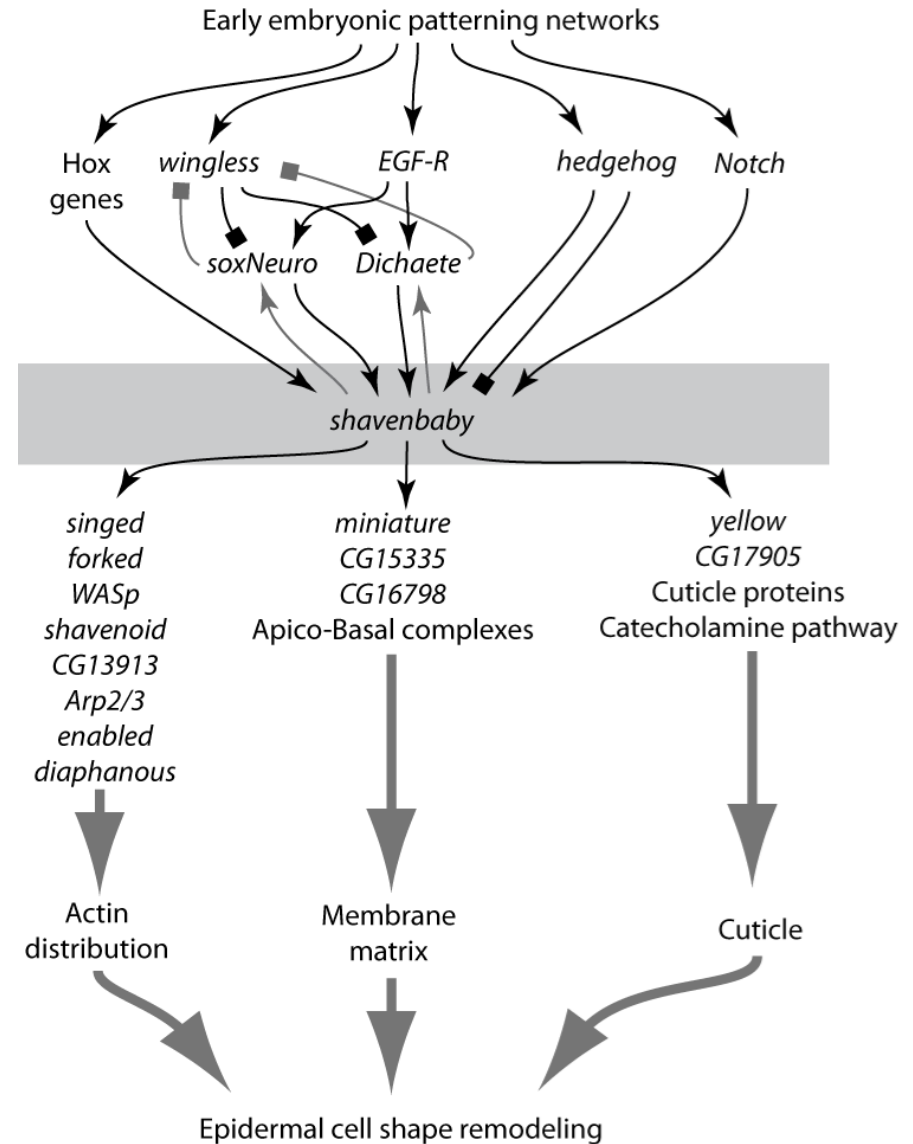 Early embryonic patterning networks
Hox
genes
wingless
EGF-R
hedgehog
Notch
soxNeuro
Dichaete
shavenbaby
singed
forked
WASp
shavenoid
CG13913
Arp2/3
enabled
diaphanous
miniature
CG15335
CG16798
Apico-Basal complexes
yellow
CG17905
Cuticle proteins
Catecholamine pathway
Actin
distribution
Membrane
matrix
Cuticle
Epidermal cell shape remodeling